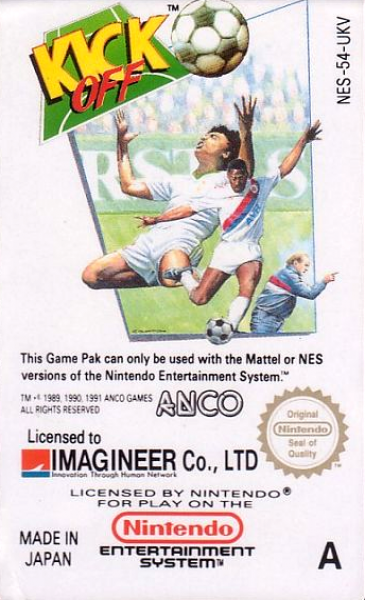 KICK
OFF
TM
NES-54-UKV
This Game Pak can only be used with the Mattel or NES
versions of the Nintendo Entertainment System.™
ALL RIGHTS RESERVED
1989, 1990, 1991 ANCO GAMES
ANCO
Licensed to
IMAGINEER Co., LTD
Innovation Through Human Network
Original
Nintendo
Seal of
Quality
TM
LICENSED BY NINTENDO®
FOR PLAY ON THE
Nintendo
ENTERTAINMENT
SYSTEM™
MADE IN
JAPAN
A